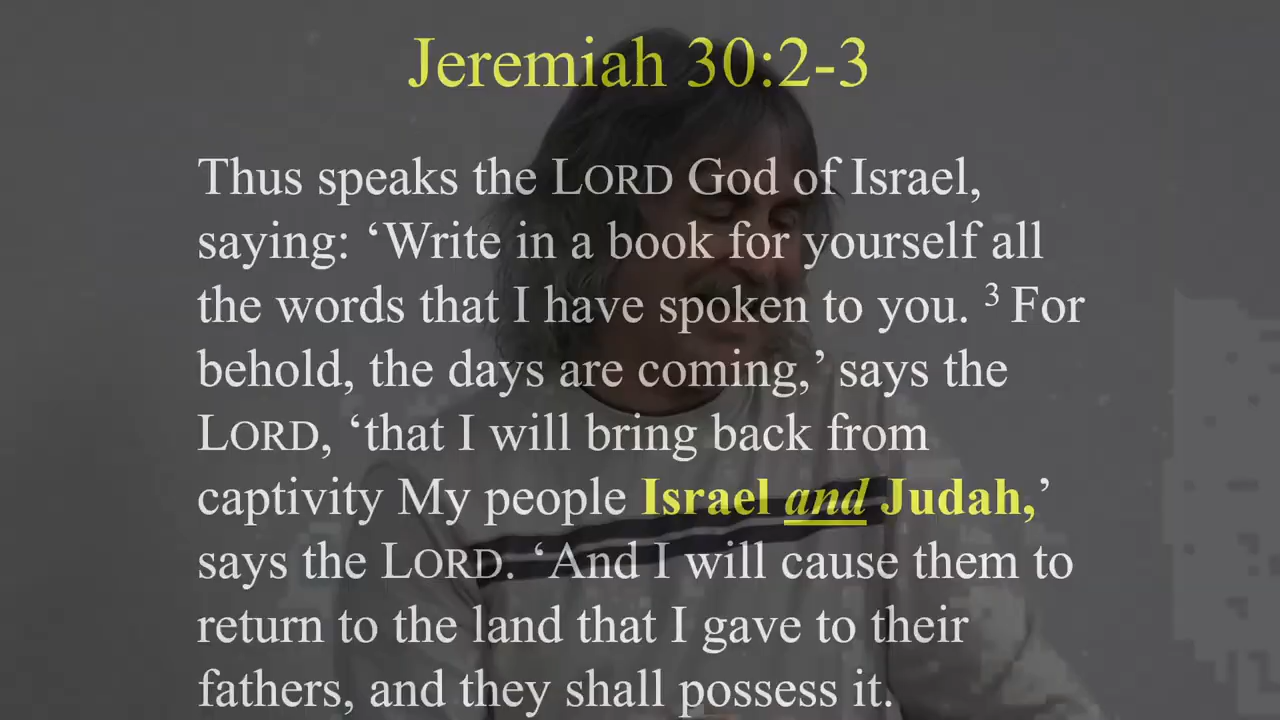 Jeremiah 30:2-3
Thus speaks the LORD God of Israel,
saying: ‘Write in a book for yourself all
the words that I have spoken to you. ³ For
behold, the days are coming,’ says the
LORD, ‘that I will bring back from
captivity My people Israel and Judah,’
says the LORD. ‘And I will cause them to
return to the land that I gave to their
fathers, and they shall possess it.